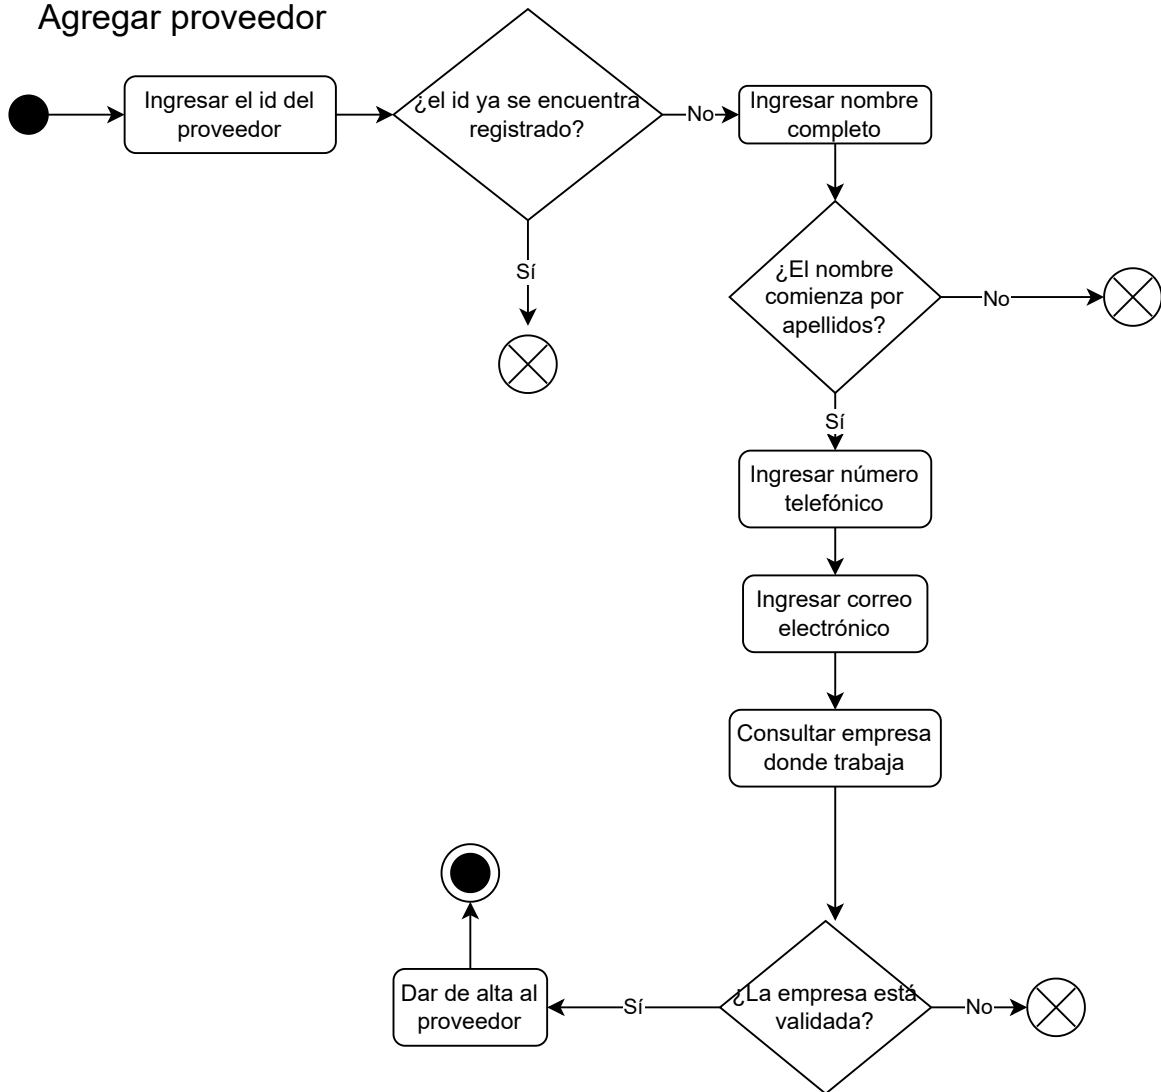 Agregar proveedor
Ingresar el id del
proveedor
¿el id ya se encuentra
registrado?
No
Ingresar nombre
completo
Sí
¿El nombre
comienza por
apellidos?
No
Sí
Ingresar número
telefónico
Ingresar correo
electrónico
Consultar empresa
donde trabaja
¿La empresa está
validada?
No
Sí
Dar de alta al
proveedor